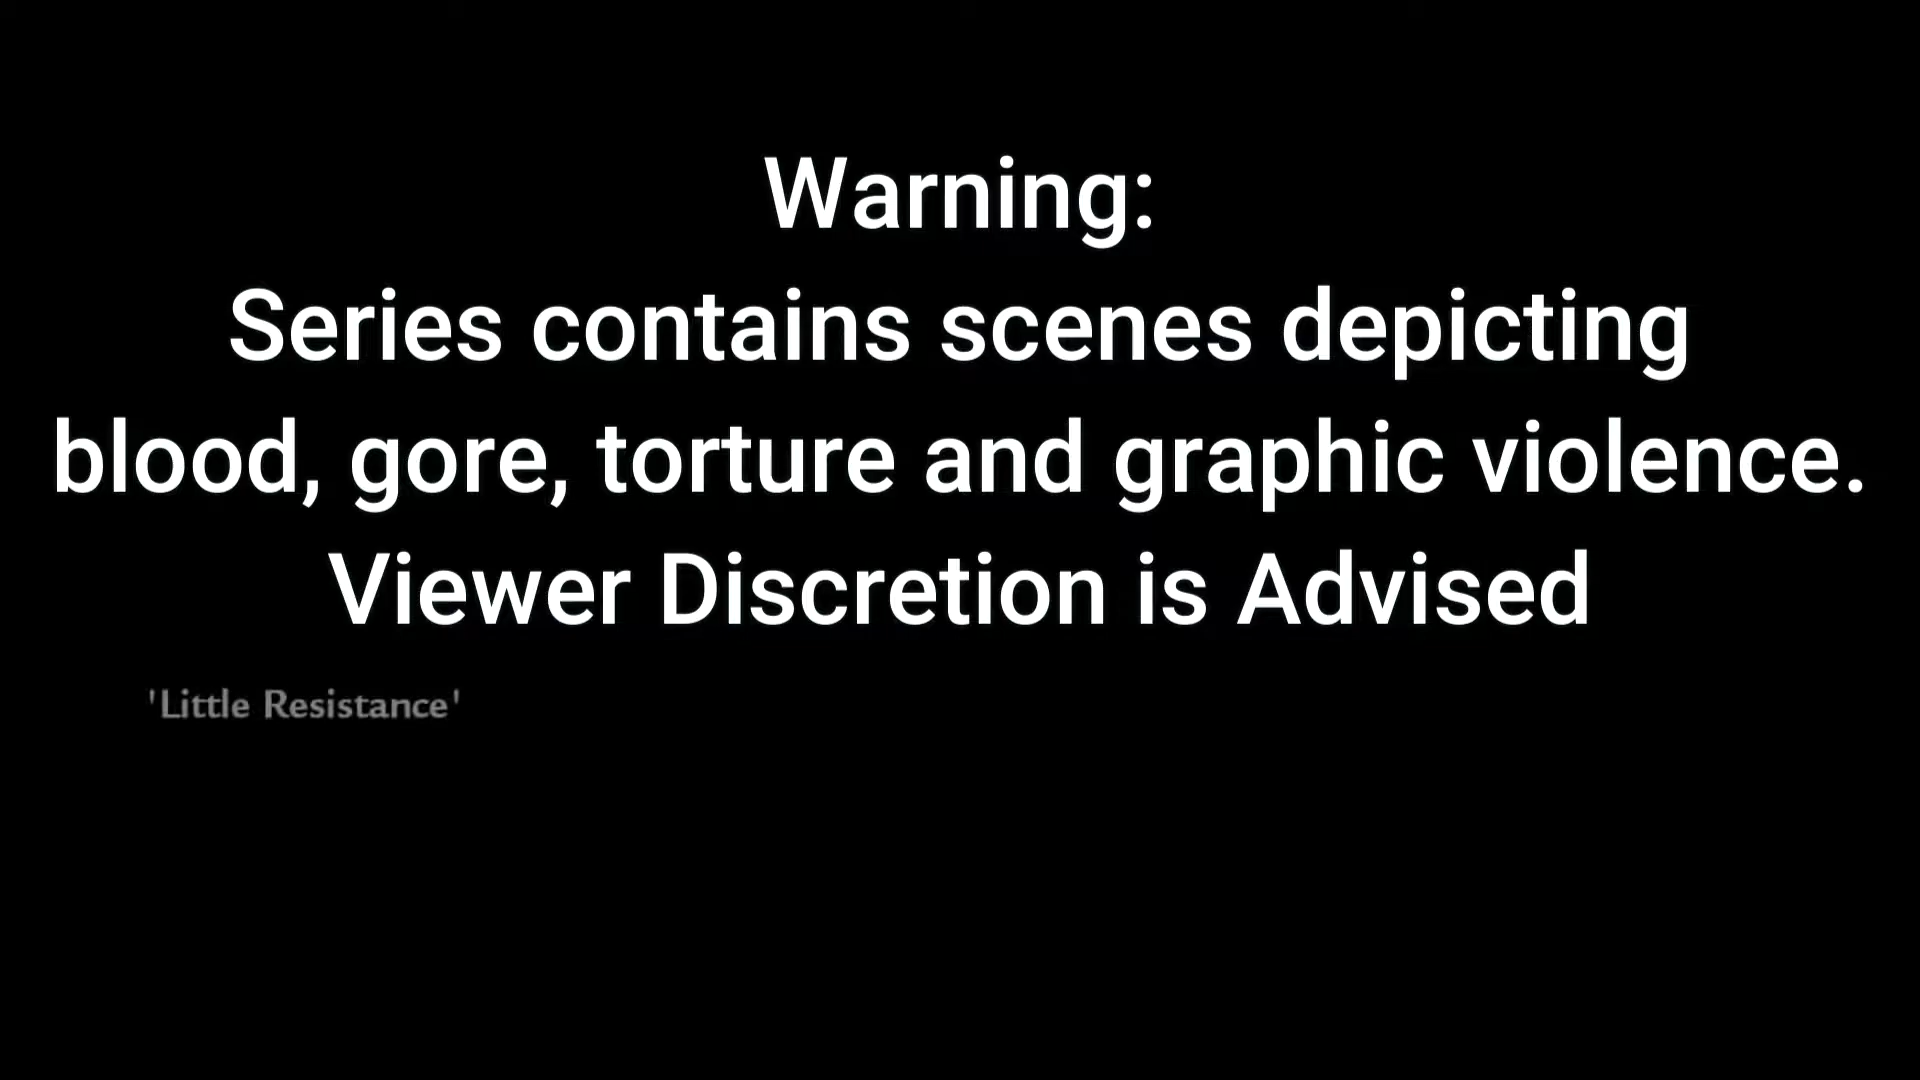 Warning:
Series contains scenes depicting
blood, gore, torture and graphic violence.
Viewer Discretion is Advised
'Little Resistance'